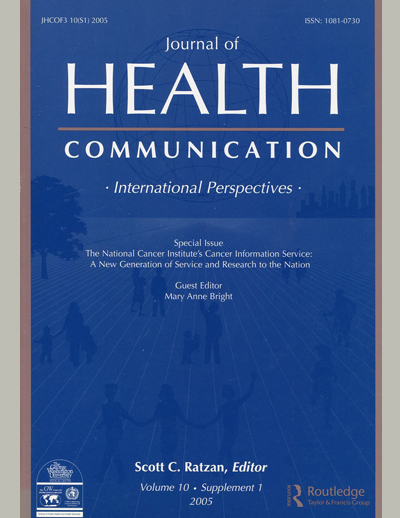 JHCOF3 10(S1) 2005
ISSN: 1081-0730
Journal of
HEALTH
COMMUNICATION
· International Perspectives ·
Special Issue
The National Cancer Institute's Cancer Information Service:
A New Generation of Service and Research to the Nation
Guest Editor
Mary Anne Bright
Scott C. Ratzan, Editor
Volume 10 • Supplement 1
2005
ROUTLEDGE
Routledge
Taylor & Francis Group